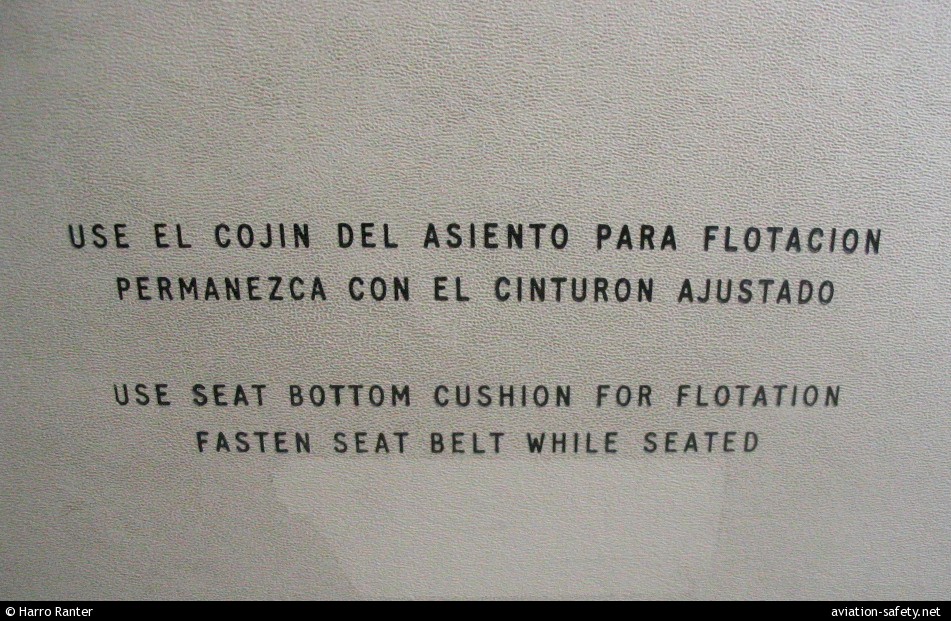 USE EL COJIN DEL ASIENTO PARA FLOTACION
PERMANEZCA CON EL CINTURON AJUSTADO
USE SEAT BOTTOM CUSHION FOR FLOTATION
FASTEN SEAT BELT WHILE SEATED
© Harro Ranter
aviation-safety.net